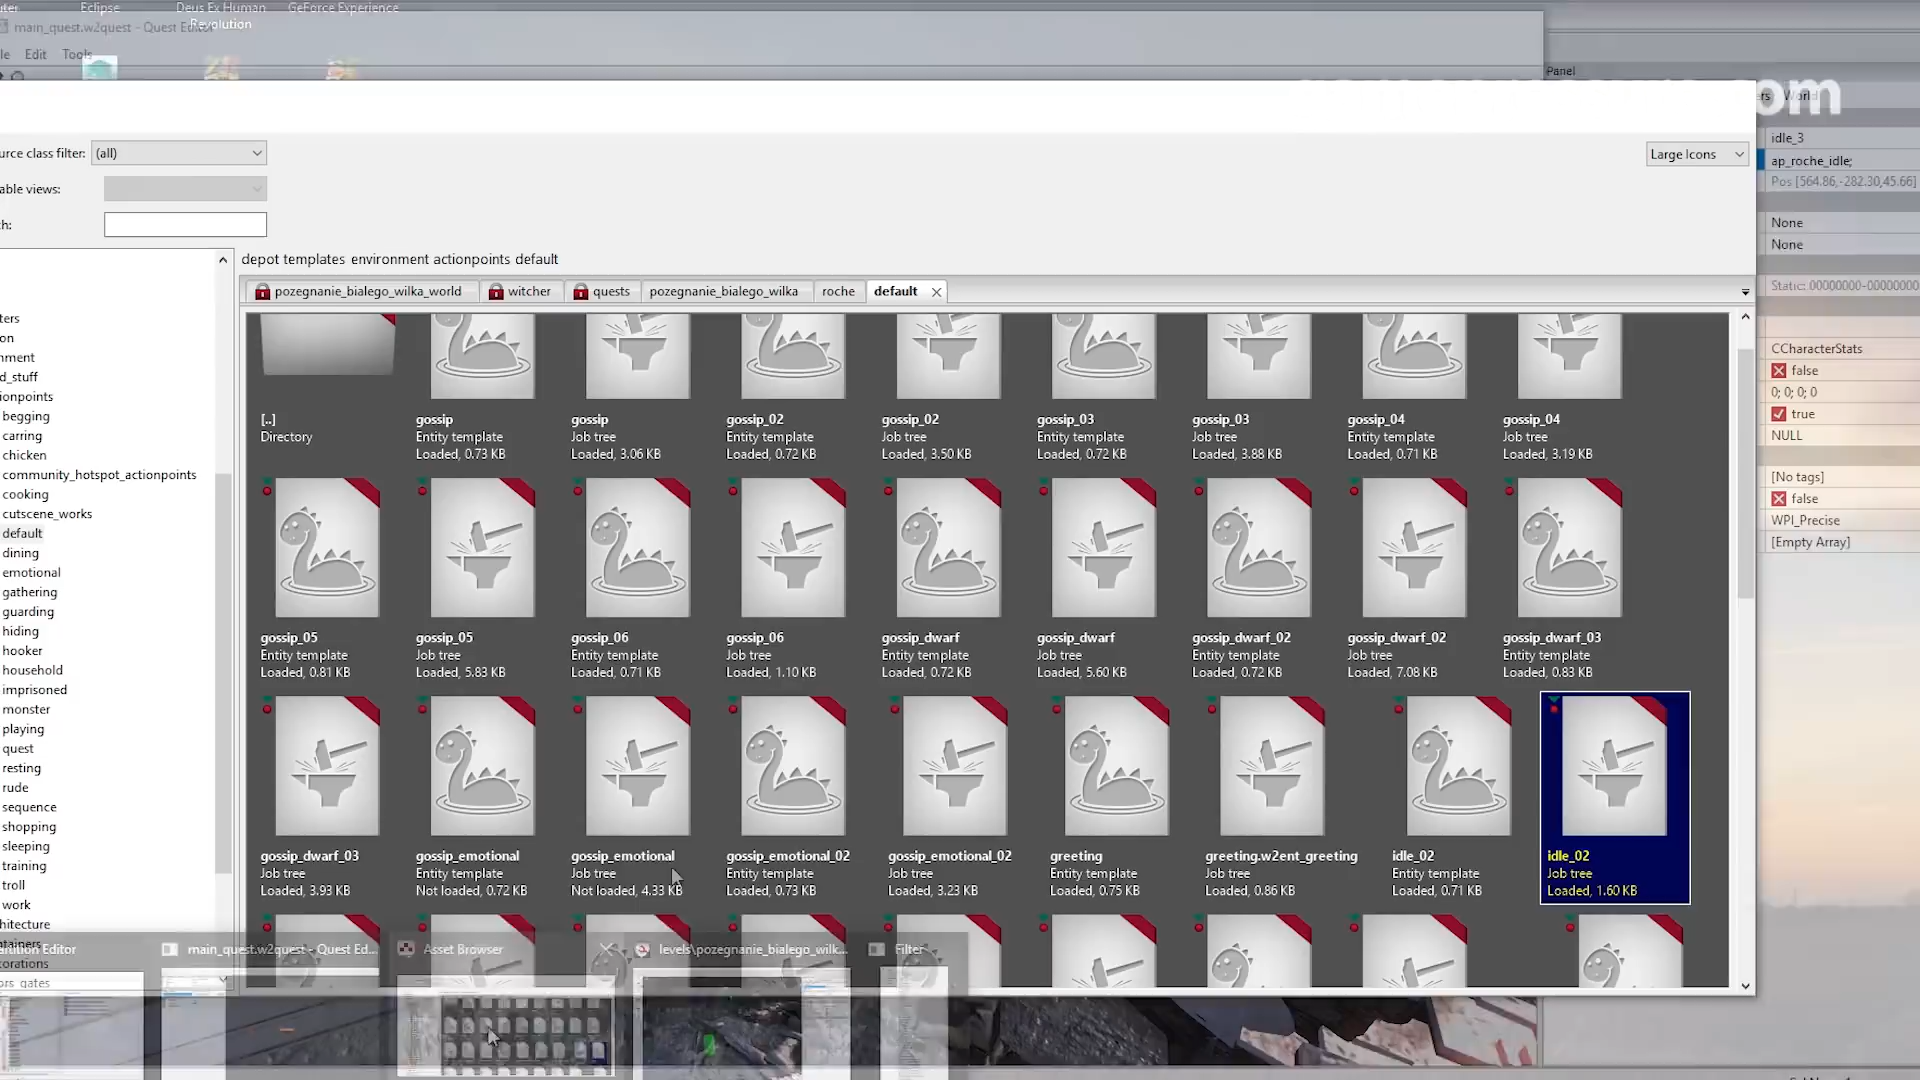 Eclipse
Deus Ex Human
Revolution
GeForce Experience
main_quest.w2quest - Quest Editor
Edit
Tools
Panel
World
om
(all)
Large Icons
depot templates environment actionpoints default
pozegnanie_bialego_wilka_world
witcher
quests
pozegnanie_bialego_wilka
roche
default
begging
carring
chicken
community_hotspot_actionpoints
cooking
cutscene_works
default
dining
emotional
gathering
guarding
hiding
hooker
household
imprisoned
monster
playing
quest
resting
rude
sequence
shopping
sleeping
training
troll
work
[..]
Directory
gossip
Entity template
Loaded, 0.73 KB
gossip
Job tree
Loaded, 3.06 KB
gossip_02
Entity template
Loaded, 0.72 KB
gossip_02
Job tree
Loaded, 3.50 KB
gossip_03
Entity template
Loaded, 0.72 KB
gossip_03
Job tree
Loaded, 3.88 KB
gossip_04
Entity template
Loaded, 0.71 KB
gossip_04
Job tree
Loaded, 3.19 KB
gossip_05
Entity template
Loaded, 0.81 KB
gossip_05
Job tree
Loaded, 5.83 KB
gossip_06
Entity template
Loaded, 0.71 KB
gossip_06
Job tree
Loaded, 1.10 KB
gossip_dwarf
Entity template
Loaded, 0.72 KB
gossip_dwarf
Job tree
Loaded, 5.60 KB
gossip_dwarf_02
Entity template
Loaded, 0.72 KB
gossip_dwarf_02
Job tree
Loaded, 7.08 KB
gossip_dwarf_03
Entity template
Loaded, 0.83 KB
gossip_dwarf_03
Job tree
Loaded, 3.93 KB
gossip_emotional
Entity template
Not loaded, 0.72 KB
gossip_emotional
Job tree
Not loaded, 4.33 KB
gossip_emotional_02
Entity template
Loaded, 0.73 KB
gossip_emotional_02
Job tree
Loaded, 3.23 KB
greeting
Entity template
Loaded, 0.75 KB
greeting.w2ent_greeting
Job tree
Loaded, 0.86 KB
idle_02
Entity template
Loaded, 0.71 KB
idle_02
Job tree
Loaded, 1.60 KB
idle_3
ap_roche_idle;
Pos [564.86,-282.30,45.66]
None
None
Static: 00000000-00000000
CCharacterStats
false
0; 0; 0; 0
true
NULL
[No tags]
false
WPI_Precise
[Empty Array]
Editor
main_quest.w2quest - Quest Ed...
Asset Browser
levels\pozegnanie_bialego_wilk...
Filter